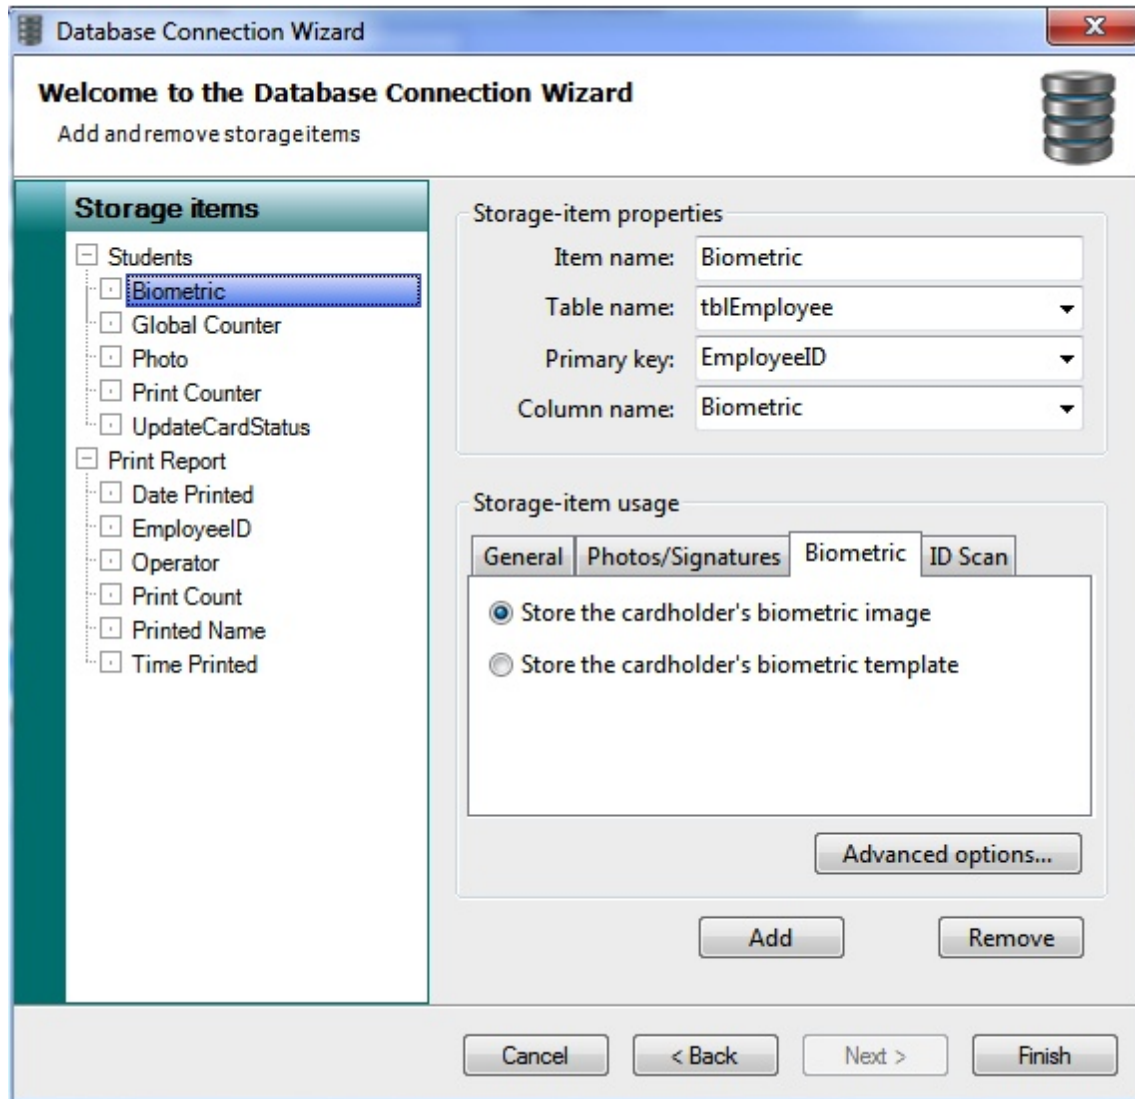 Database Connection Wizard
Welcome to the Database Connection Wizard
Add and remove storage items
Storage items
Students
Biometric
Global Counter
Photo
Print Counter
UpdateCardStatus
Print Report
Date Printed
EmployeeID
Operator
Print Count
Printed Name
Time Printed
Storage-item properties
Item name: Biometric
Table name: tblEmployee
Primary key: EmployeeID
Column name: Biometric
Storage-item usage
General Photos/Signatures Biometric ID Scan
Store the cardholder's biometric image
Store the cardholder's biometric template
Advanced options...
Add Remove
Cancel < Back Next > Finish